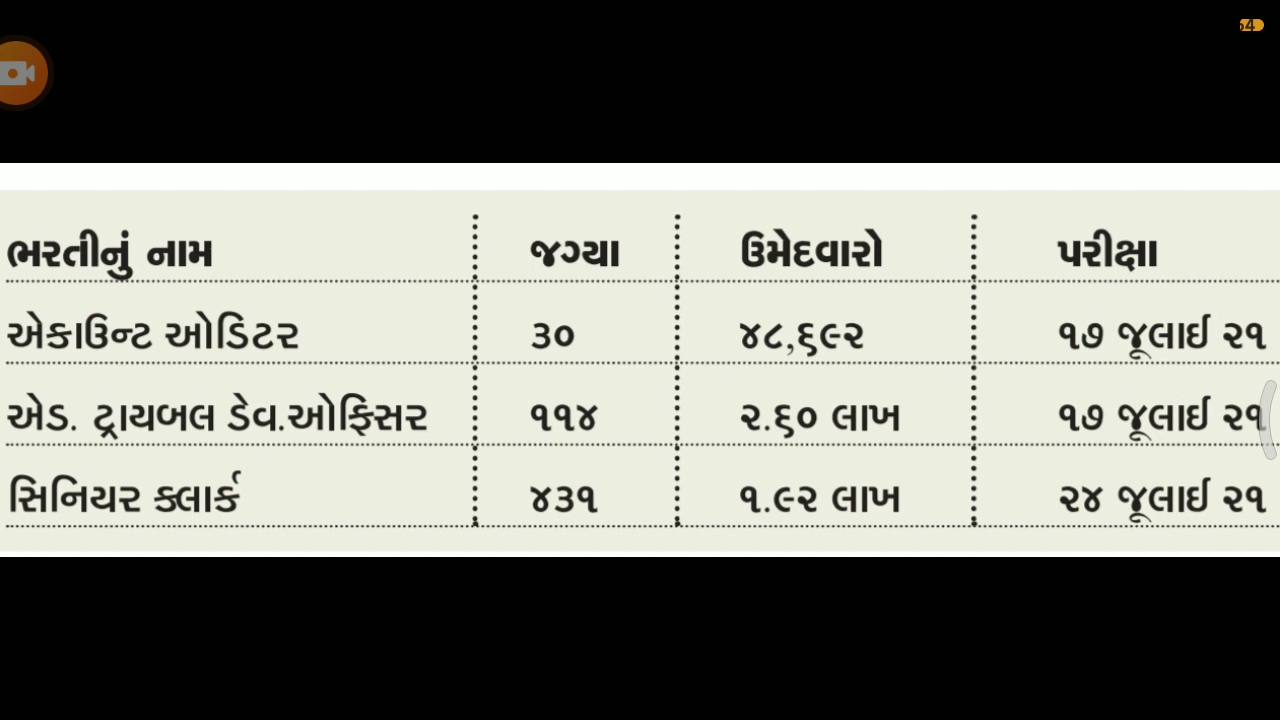 ૬4
ભરતીનું નામ જગ્યા ઉમેદવારો પરીક્ષા
એકાઉન્ટ ઓડિટર ૩૦ ૪૮,૬૯૨ ૧૭ જૂલાઈ ૨૧
એડ. ટ્રાયબલ ડેવ.ઓફિસર ૧૧૪ ૨.૬૦ લાખ ૧૭ જૂલાઈ ૨૧
સિનિયર ક્લાર્ક ૪૩૧ ૧.૯૨ લાખ ૨૪ જૂલાઈ ૨૧